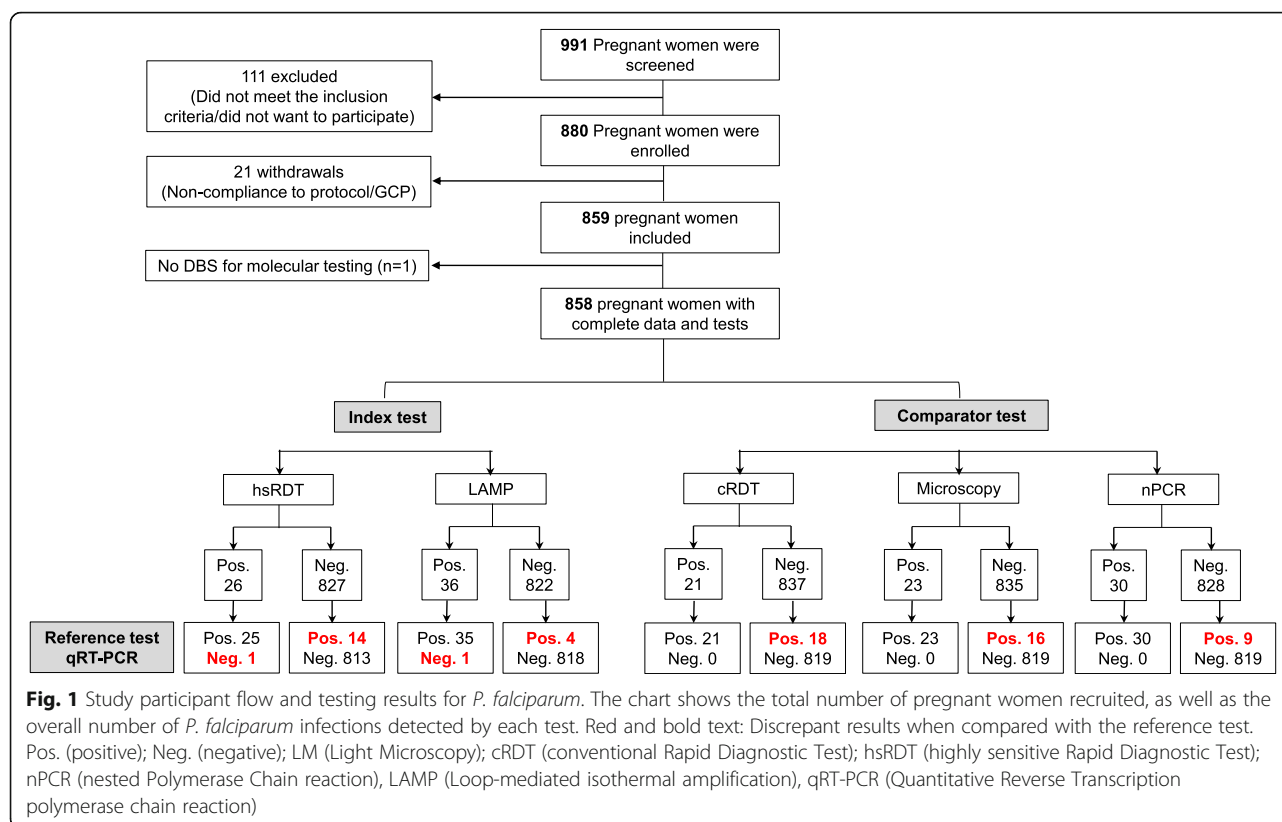 991 Pregnant women were
screened
111 excluded
(Did not meet the inclusion
criteria/did not want to participate)
880 Pregnant women were
enrolled
21 withdrawals
(Non-compliance to protocol/GCP)
859 pregnant women
included
No DBS for molecular testing (n=1)
858 pregnant women with
complete data and tests
Index test
Comparator test
hsRDT
LAMP
cRDT
Microscopy
nPCR
Pos.
26
Neg.
827
Pos.
36
Neg.
822
Pos.
21
Neg.
837
Pos.
23
Neg.
835
Pos.
30
Neg.
828
Reference test
qRT-PCR
Pos. 25
Neg. 1
Pos. 14
Neg. 813
Pos. 35
Neg. 1
Pos. 4
Neg. 818
Pos. 21
Neg. 0
Pos. 18
Neg. 819
Pos. 23
Neg. 0
Pos. 16
Neg. 819
Pos. 30
Neg. 0
Pos. 9
Neg. 819
Fig. 1 Study participant flow and testing results for P. falciparum. The chart shows the total number of pregnant women recruited, as well as the
overall number of P. falciparum infections detected by each test. Red and bold text: Discrepant results when compared with the reference test.
Pos. (positive); Neg. (negative); LM (Light Microscopy); cRDT (conventional Rapid Diagnostic Test); hsRDT (highly sensitive Rapid Diagnostic Test);
nPCR (nested Polymerase Chain reaction), LAMP (Loop-mediated isothermal amplification), qRT-PCR (Quantitative Reverse Transcription
polymerase chain reaction)